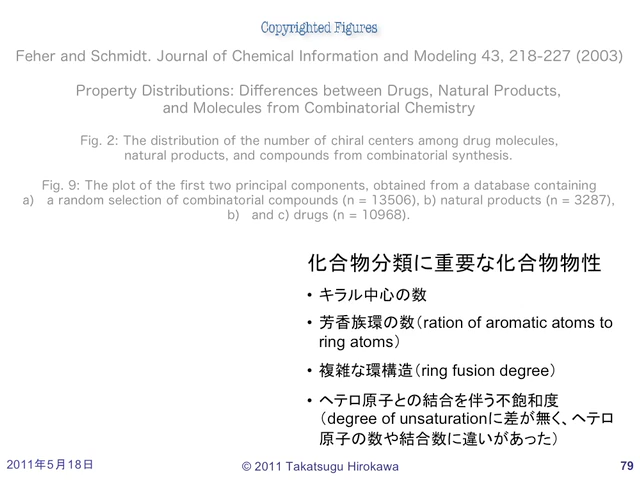 Copyrighted Figures
Feher and Schmidt. Journal of Chemical Information and Modeling 43, 218-227 (2003)
Property Distributions: Differences between Drugs, Natural Products,
and Molecules from Combinatorial Chemistry
Fig. 2: The distribution of the number of chiral centers among drug molecules,
natural products, and compounds from combinatorial synthesis.
Fig. 9: The plot of the first two principal components, obtained from a database containing
a) a random selection of combinatorial compounds (n = 13506), b) natural products (n = 3287),
b) and c) drugs (n = 10968).
化合物分類に重要な化合物物性
• キラル中心の数
• 芳香族環の数（ration of aromatic atoms to
ring atoms）
• 複雑な環構造（ring fusion degree）
• ヘテロ原子との結合を伴う不飽和度
（degree of unsaturationに差が無く、ヘテロ
原子の数や結合数に違いがあった）
2011年5月18日
© 2011 Takatsugu Hirokawa
79